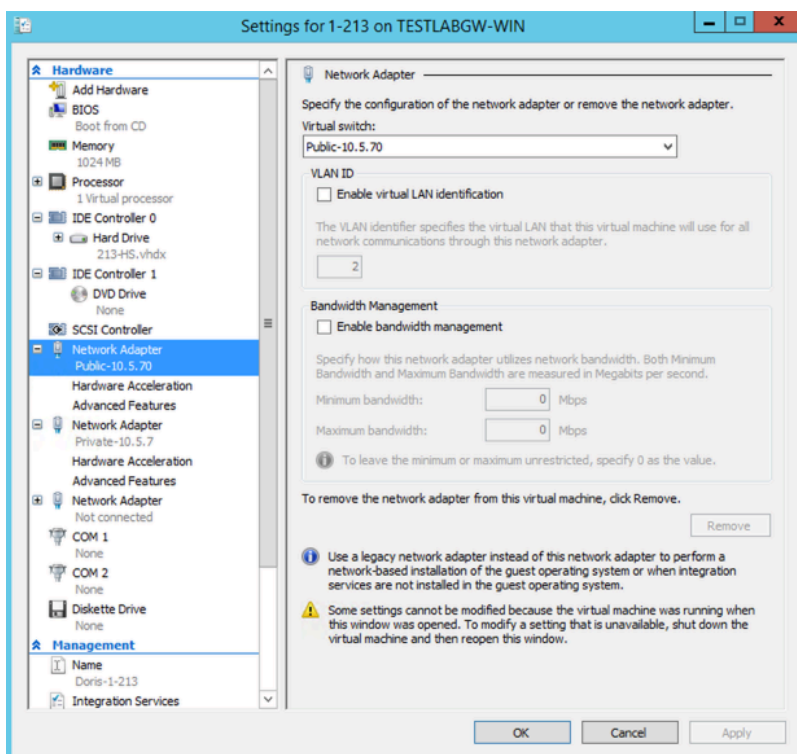 Settings for 1-213 on TESTLABGW-WIN
Hardware
Add Hardware
BIOS
Boot from CD
Memory
1024 MB
Processor
1 Virtual processor
IDE Controller 0
Hard Drive
213-HS.vhdx
IDE Controller 1
DVD Drive
None
SCSI Controller
Network Adapter
Public-10.5.70
Hardware Acceleration
Advanced Features
Network Adapter
Private-10.5.7
Hardware Acceleration
Advanced Features
Network Adapter
Not connected
COM 1
None
COM 2
None
Diskette Drive
None
Management
Name
Doris-1-213
Integration Services
Network Adapter
Specify the configuration of the network adapter or remove the network adapter.
Virtual switch:
Public-10.5.70
VLAN ID
Enable virtual LAN identification
The VLAN identifier specifies the virtual LAN that this virtual machine will use for all
network communications through this network adapter.
2
Bandwidth Management
Enable bandwidth management
Specify how this network adapter utilizes network bandwidth. Both Minimum
Bandwidth and Maximum Bandwidth are measured in Megabits per second.
Minimum bandwidth: 0 Mbps
Maximum bandwidth: 0 Mbps
To leave the minimum or maximum unrestricted, specify 0 as the value.
To remove the network adapter from this virtual machine, click Remove.
Remove
Use a legacy network adapter instead of this network adapter to perform a
network-based installation of the guest operating system or when integration
services are not installed in the guest operating system.
Some settings cannot be modified because the virtual machine was running when
this window was opened. To modify a setting that is unavailable, shut down the
virtual machine and then reopen this window.
OK Cancel Apply